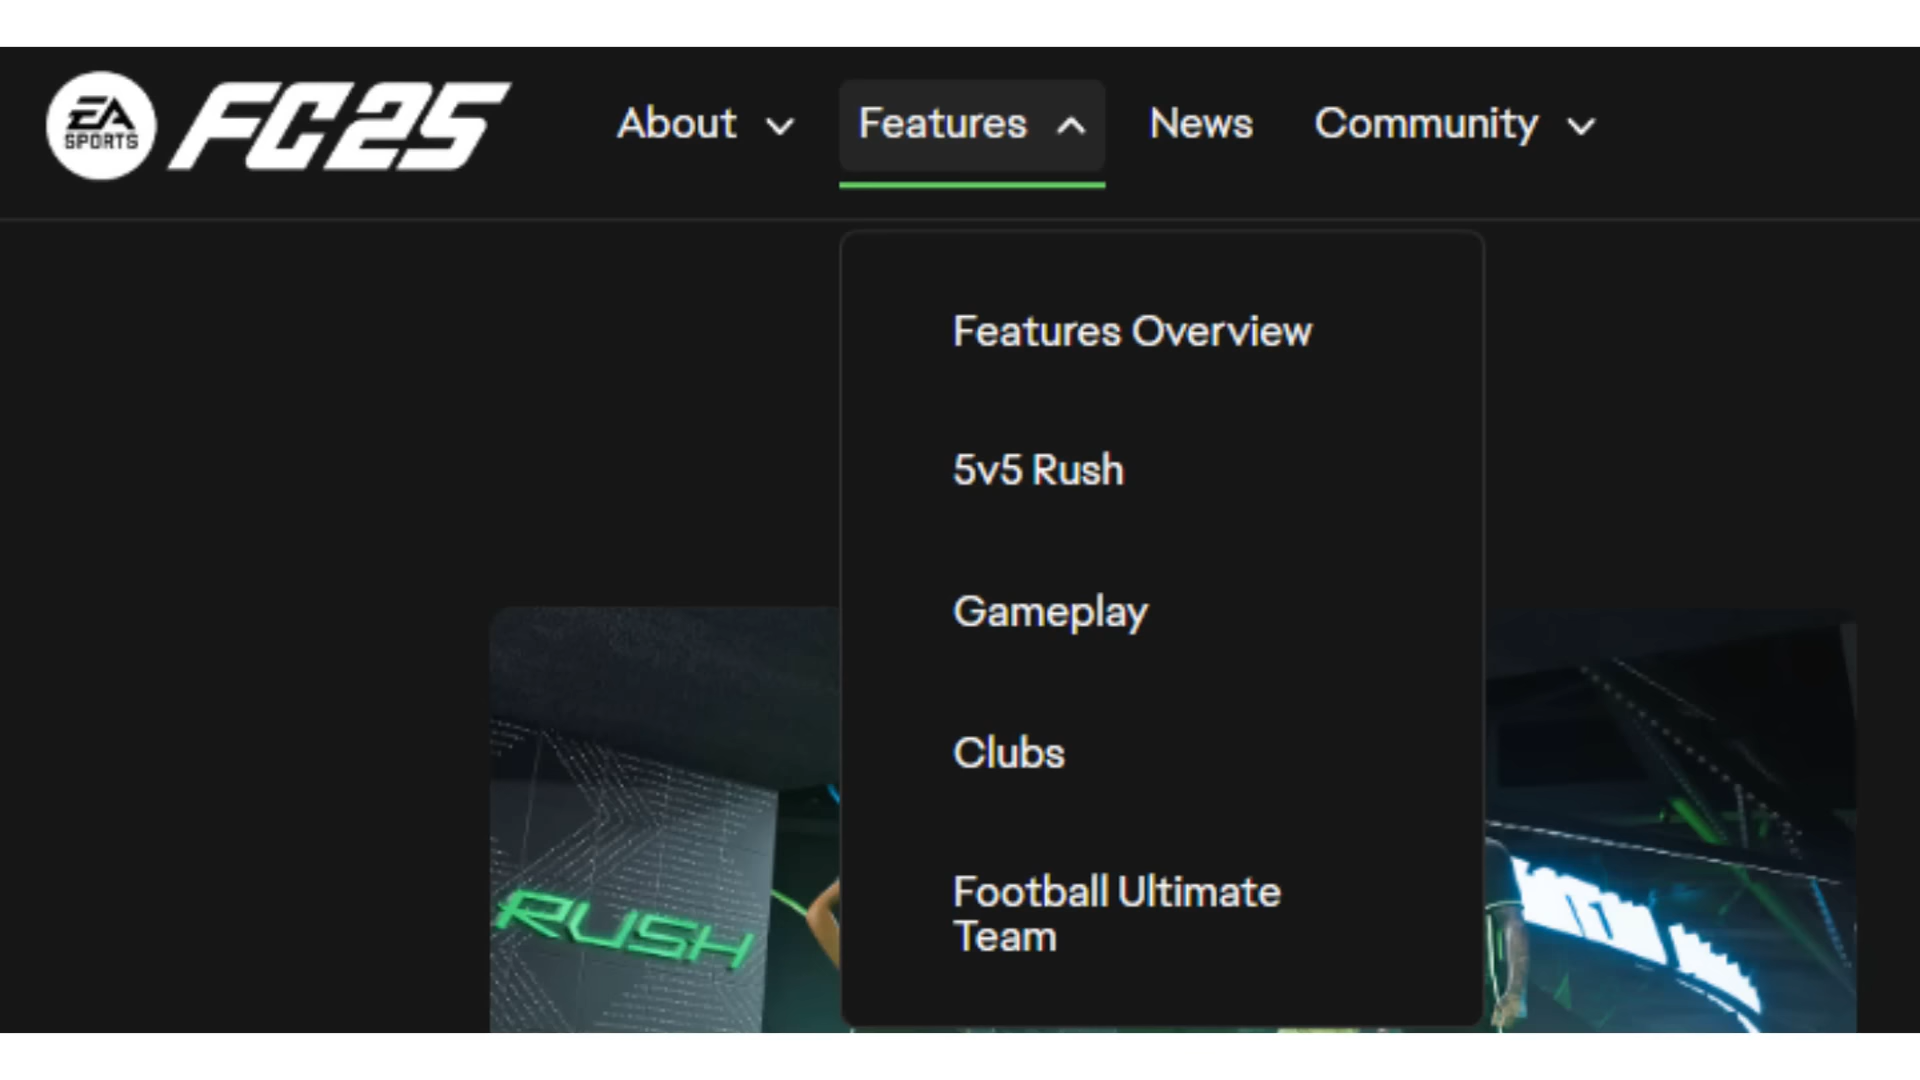 EA
SPORTS
FC25
About
Features
News
Community
Features Overview
5v5 Rush
Gameplay
Clubs
Football Ultimate
Team
RUSH